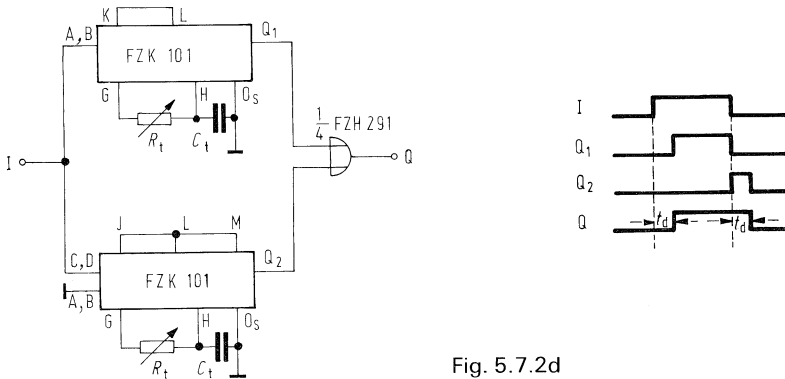 K L
A, B
Q1
FZK 101
G H OS
Rt Ct
1/4 FZH 291
I
Q
J L M
C, D
Q2
FZK 101
A, B
G H OS
Rt Ct
I
Q1
Q2
Q td td
Fig. 5.7.2d